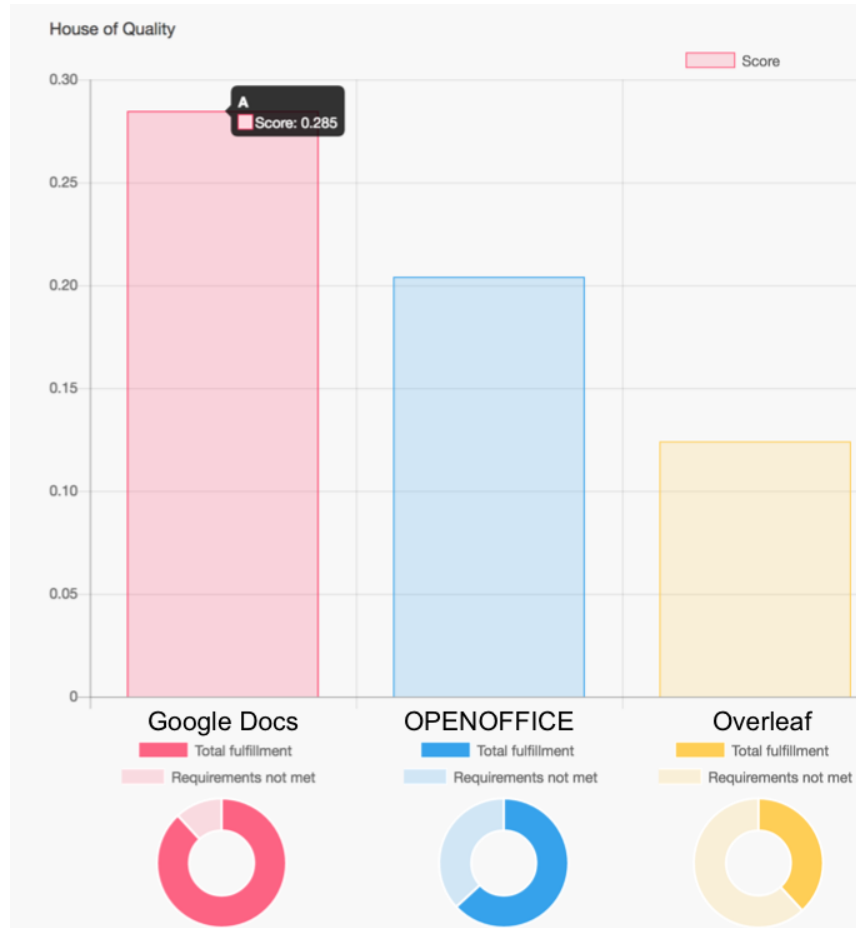 House of Quality
Score
0.30
A
Score: 0.285
0.25
0.20
0.15
0.10
0.05
0
Google Docs OPENOFFICE Overleaf
Total fulfillment Total fulfillment Total fulfillment
Requirements not met Requirements not met Requirements not met